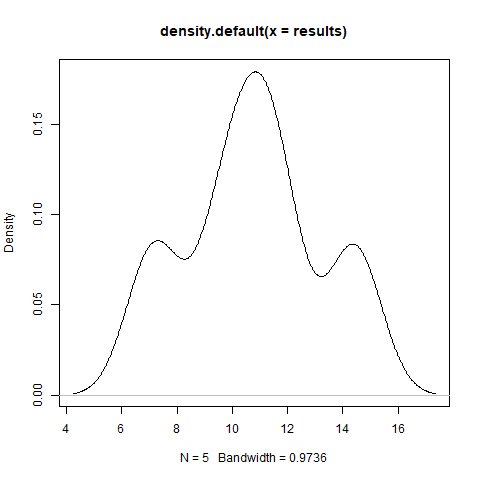 density.default(x = results)
Density
0.15
0.10
0.05
0.00
4 6 8 10 12 14 16
N = 5 Bandwidth = 0.9736